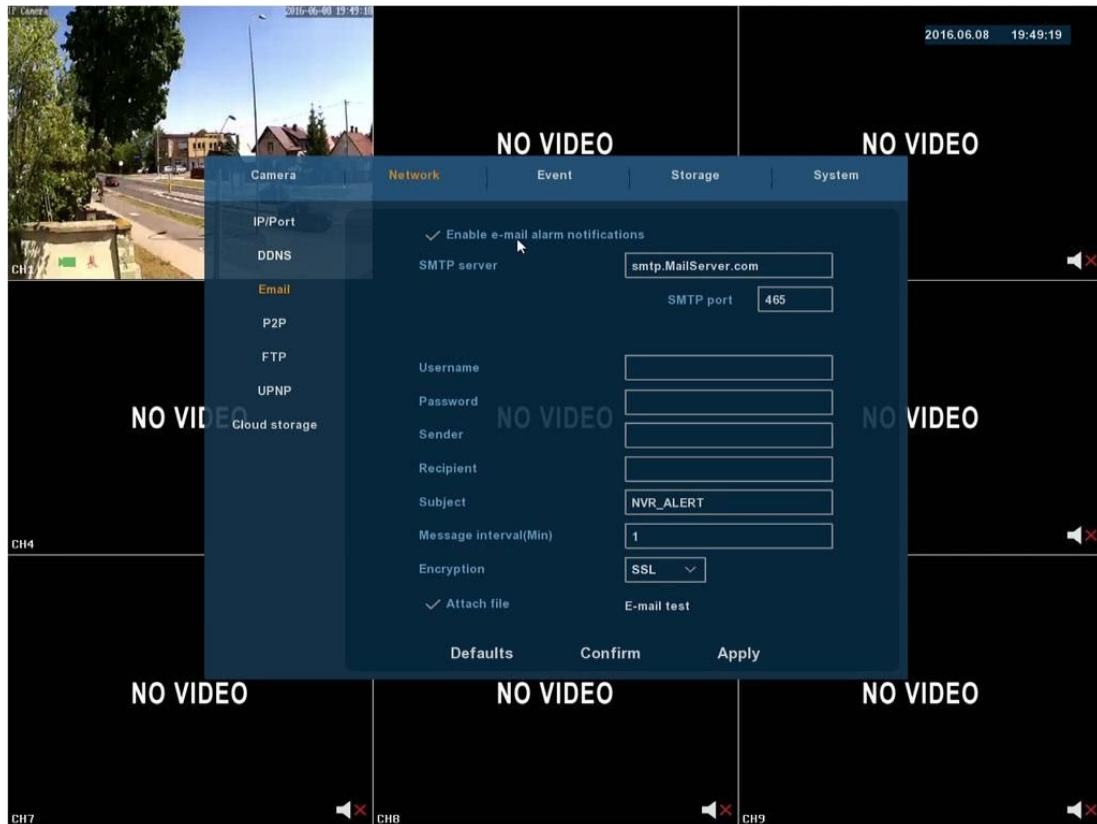 IP Camera 2016-06-08 19:49:18
2016.06.08 19:49:19
NO VIDEO NO VIDEO
Camera Network Event Storage System
IP/Port
DDNS
Email
P2P
FTP
UPNP
Cloud storage
Enable e-mail alarm notifications
SMTP server smtp.MailServer.com
SMTP port 465
Username
Password
Sender
Recipient
Subject NVR_ALERT
Message interval(Min) 1
Encryption SSL
Attach file E-mail test
Defaults Confirm Apply
CH1
NO VIDEO NO VIDEO NO VIDEO
CH4
NO VIDEO NO VIDEO NO VIDEO
CH7 CH8 CH9